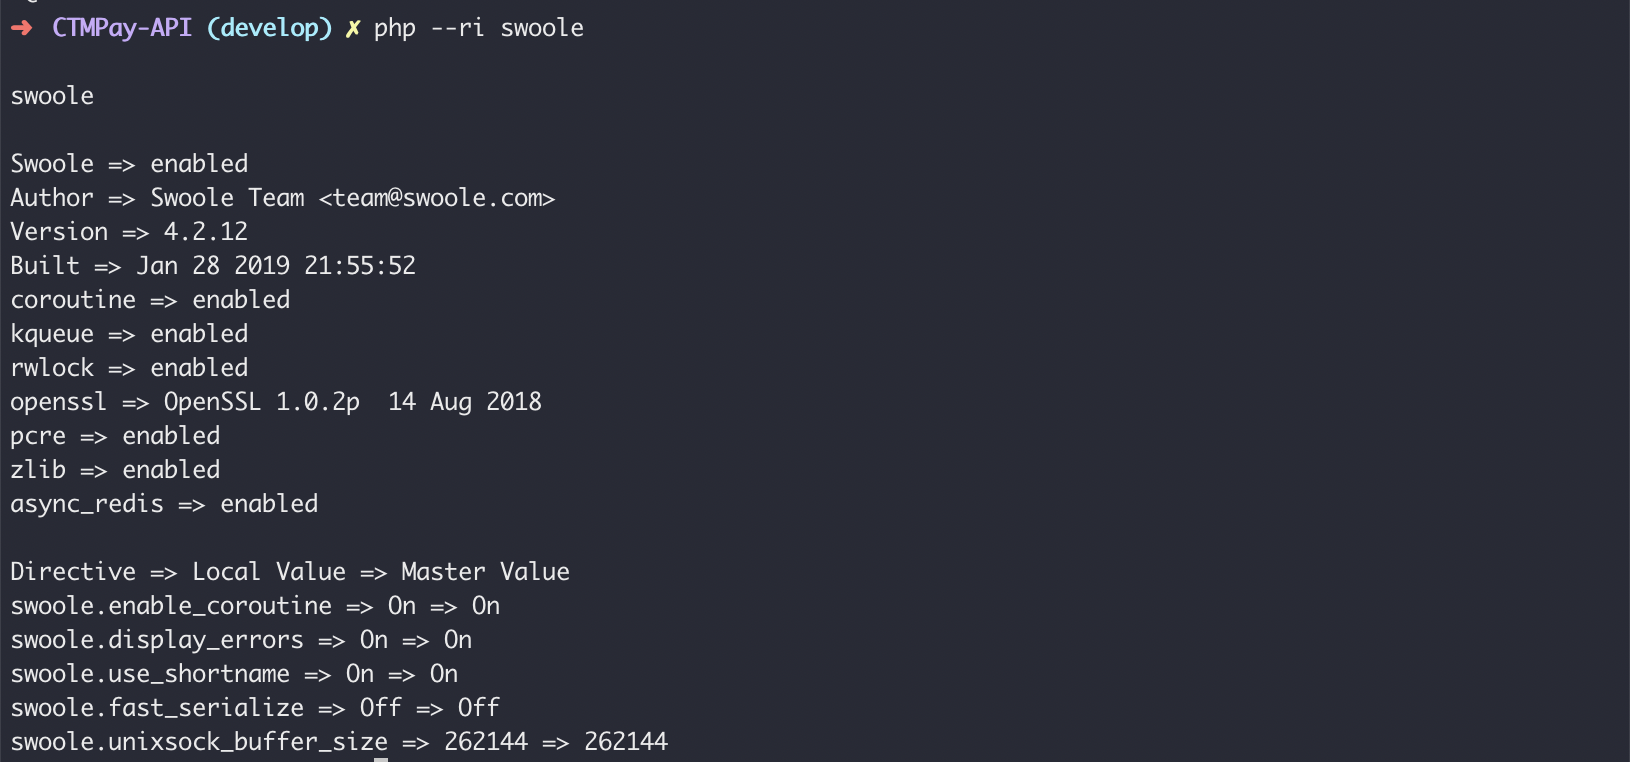 ➜ CTMPay-API (develop) ✗ php --ri swoole
swoole
Swoole => enabled
Author => Swoole Team <team@swoole.com>
Version => 4.2.12
Built => Jan 28 2019 21:55:52
coroutine => enabled
kqueue => enabled
rwlock => enabled
openssl => OpenSSL 1.0.2p  14 Aug 2018
pcre => enabled
zlib => enabled
async_redis => enabled
Directive => Local Value => Master Value
swoole.enable_coroutine => On => On
swoole.display_errors => On => On
swoole.use_shortname => On => On
swoole.fast_serialize => Off => Off
swoole.unixsock_buffer_size => 262144 => 262144